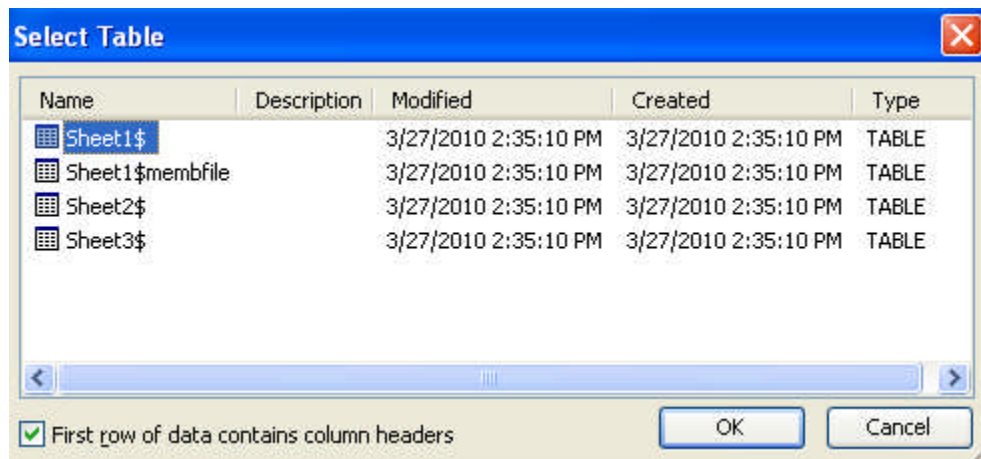 Select Table
Name Description Modified Created Type
Sheet1$ 3/27/2010 2:35:10 PM 3/27/2010 2:35:10 PM TABLE
Sheet1$membfile 3/27/2010 2:35:10 PM 3/27/2010 2:35:10 PM TABLE
Sheet2$ 3/27/2010 2:35:10 PM 3/27/2010 2:35:10 PM TABLE
Sheet3$ 3/27/2010 2:35:10 PM 3/27/2010 2:35:10 PM TABLE
First row of data contains column headers OK Cancel